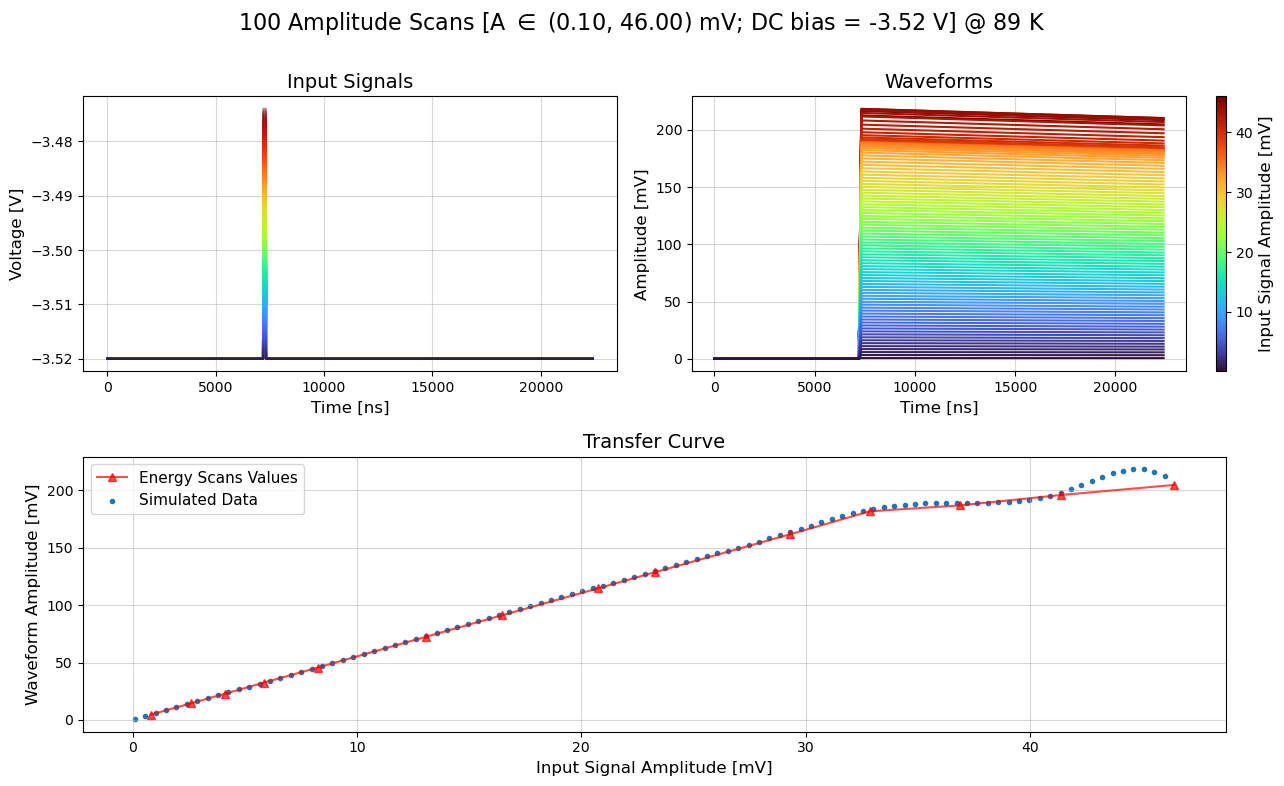 100 Amplitude Scans [A ∈ (0.10, 46.00) mV; DC bias = -3.52 V] @ 89 K
Input Signals
Voltage [V]
−3.48
−3.49
−3.50
−3.51
−3.52
0 5000 10000 15000 20000
Time [ns]
Waveforms
Amplitude [mV]
200
150
100
50
0
0 5000 10000 15000 20000
Time [ns]
40
30
20
10
Input Signal Amplitude [mV]
Transfer Curve
Energy Scans Values
Simulated Data
Waveform Amplitude [mV]
200
150
100
50
0
0 10 20 30 40
Input Signal Amplitude [mV]